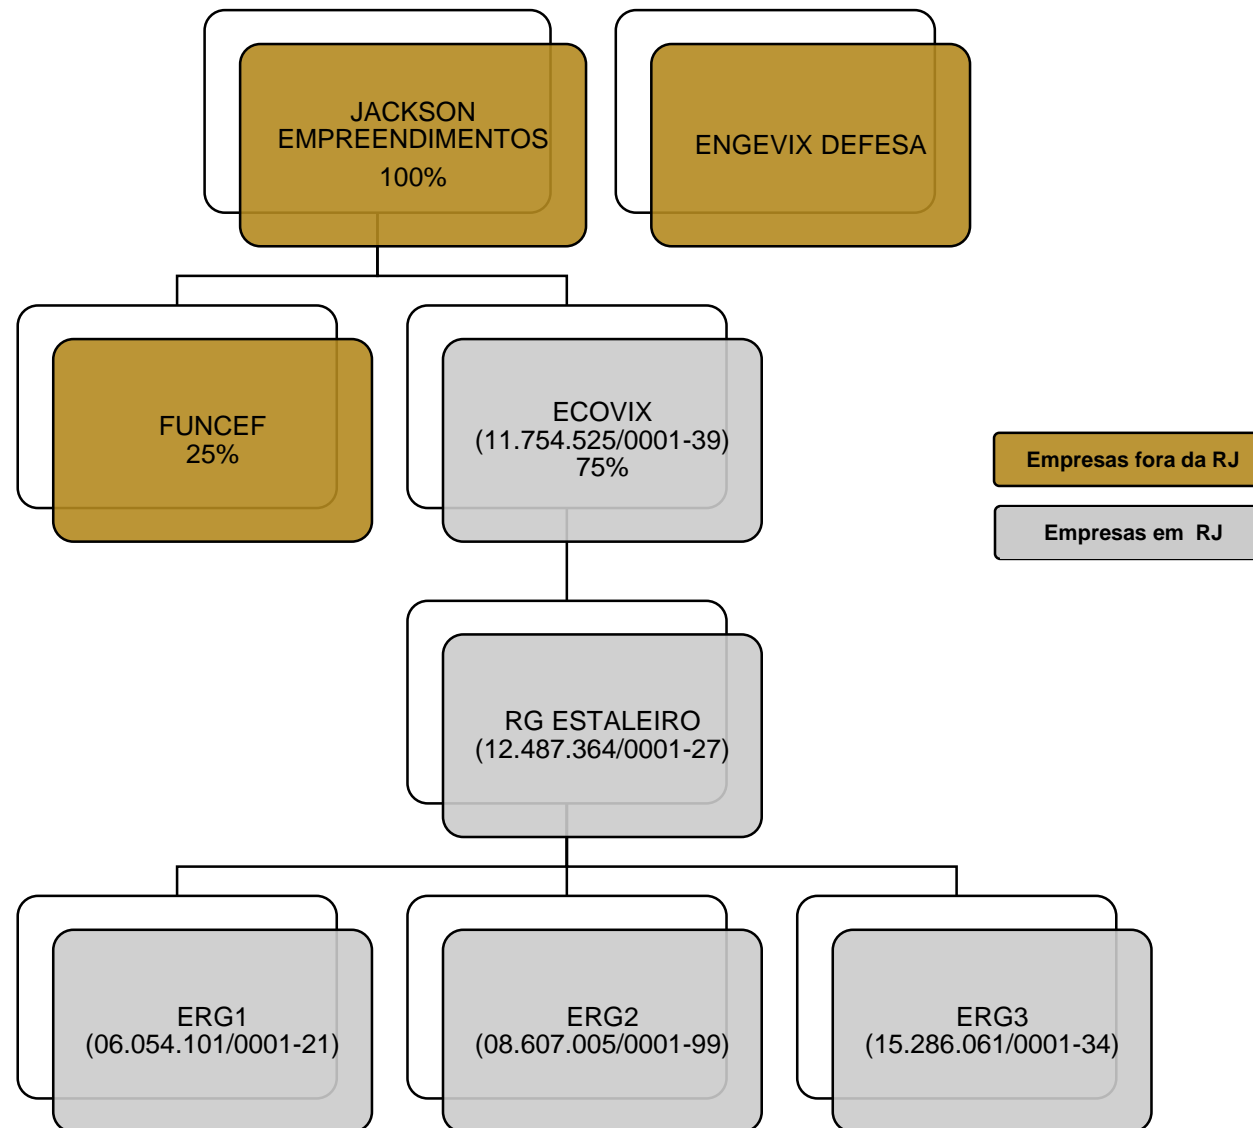 JACKSON
EMPREENDIMENTOS
100%
ENGEVIX DEFESA
FUNCEF
25%
ECOVIX
(11.754.525/0001-39)
75%
Empresas fora da RJ
Empresas em RJ
RG ESTALEIRO
(12.487.364/0001-27)
ERG1
(06.054.101/0001-21)
ERG2
(08.607.005/0001-99)
ERG3
(15.286.061/0001-34)